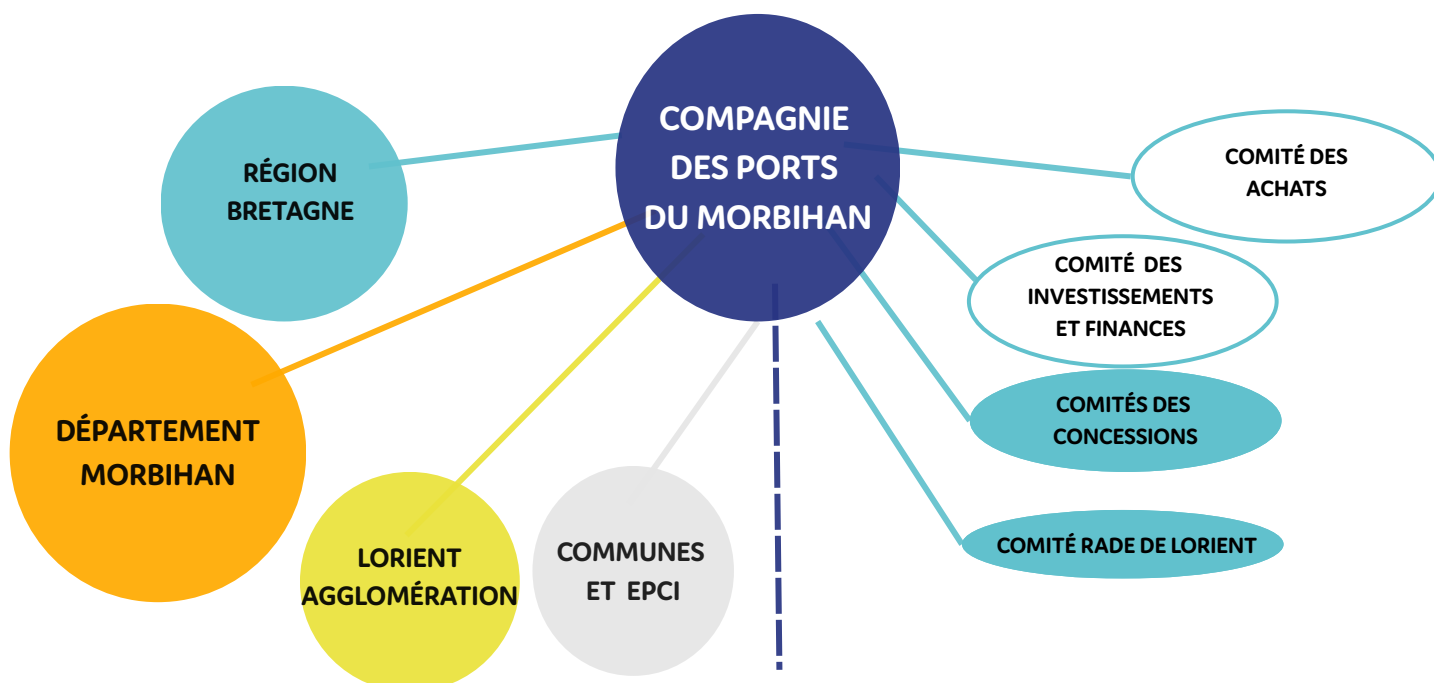 COMPAGNIE
DES PORTS
DU MORBIHAN
RÉGION
BRETAGNE
DÉPARTEMENT
MORBIHAN
LORIENT
AGGLOMÉRATION
COMMUNES
ET EPCI
COMITÉ DES
ACHATS
COMITÉ DES
INVESTISSEMENTS
ET FINANCES
COMITÉS DES
CONCESSIONS
COMITÉ RADE DE LORIENT